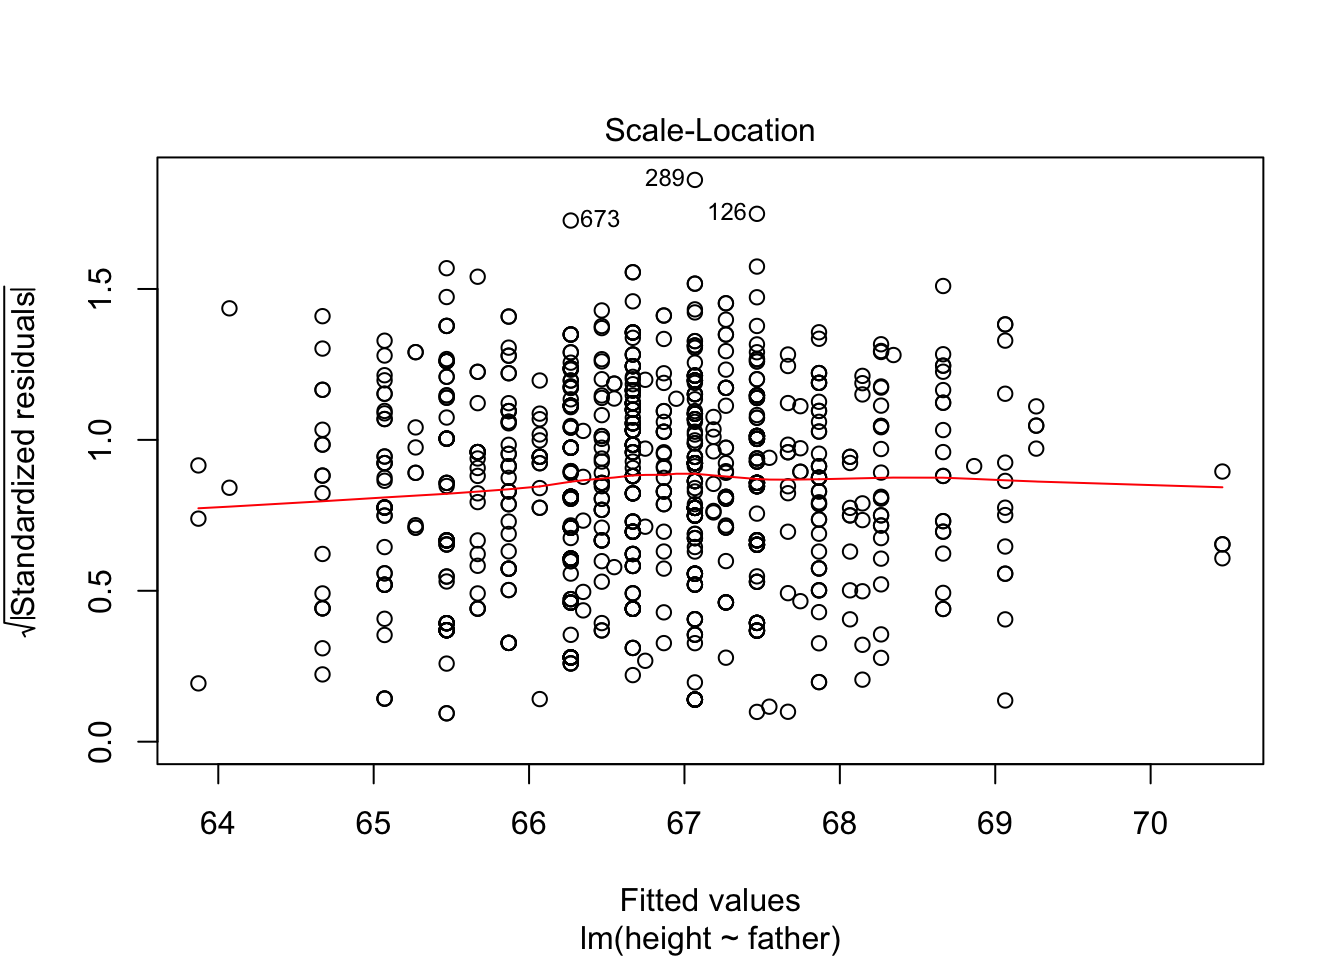 Scale-Location
289
126
673
√|Standardized residuals|
1.5
1.0
0.5
0.0
64 65 66 67 68 69 70
Fitted values
lm(height ~ father)